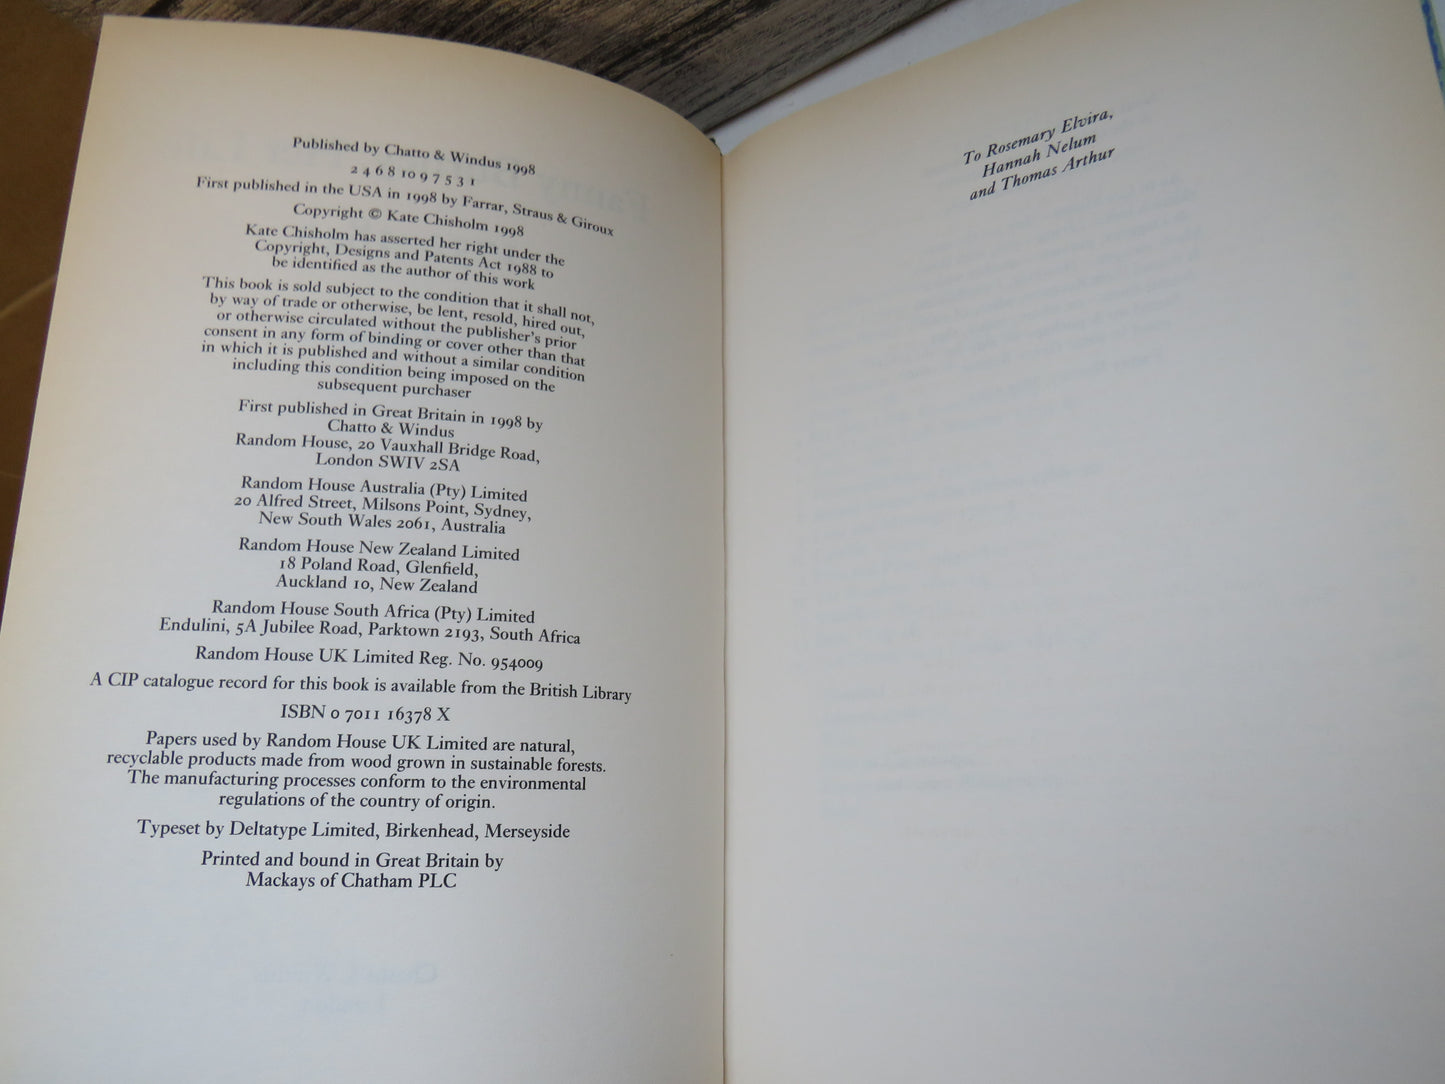 Published by Chatto & Windus 1998
2 4 6 8 10 9 7 5 3 1
First published in the USA in 1998 by Farrar, Straus & Giroux
Copyright © Kate Chisholm 1998
Kate Chisholm has asserted her right under the
Copyright, Designs and Patents Act 1988 to
be identified as the author of this work
This book is sold subject to the condition that it shall not,
by way of trade or otherwise, be lent, resold, hired out,
or otherwise circulated without the publisher's prior
consent in any form of binding or cover other than that
in which it is published and without a similar condition
including this condition being imposed on the
subsequent purchaser
First published in Great Britain in 1998 by
Chatto & Windus
Random House, 20 Vauxhall Bridge Road,
London SWIV 2SA
Random House Australia (Pty) Limited
20 Alfred Street, Milsons Point, Sydney,
New South Wales 2061, Australia
Random House New Zealand Limited
18 Poland Road, Glenfield,
Auckland 10, New Zealand
Random House South Africa (Pty) Limited
Endulini, 5A Jubilee Road, Parktown 2193, South Africa
Random House UK Limited Reg. No. 954009
A CIP catalogue record for this book is available from the British Library
ISBN 0 7011 16378 X
Papers used by Random House UK Limited are natural,
recyclable products made from wood grown in sustainable forests.
The manufacturing processes conform to the environmental
regulations of the country of origin.
Typeset by Deltatype Limited, Birkenhead, Merseyside
Printed and bound in Great Britain by
Mackays of Chatham PLC
To Rosemary Elvira,
Hannah Nelum
and Thomas Arthur